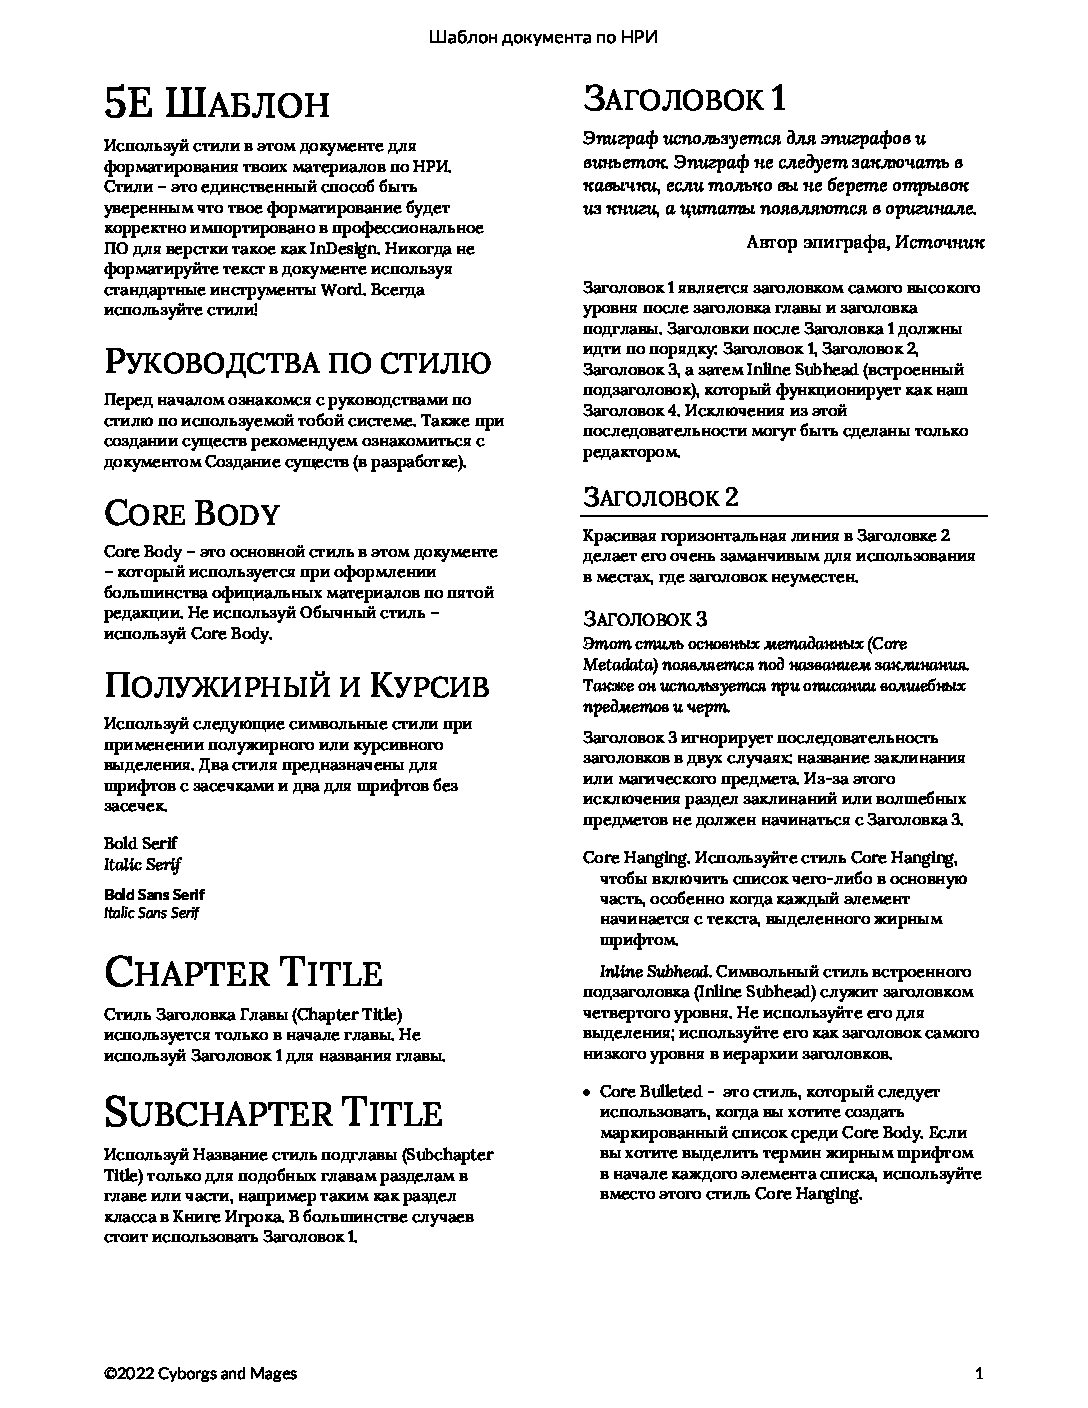 Шаблон документа по НРИ
5E Шаблон
Используй стили в этом документе для
форматирования твоих материалов по НРИ.
Стили – это единственный способ быть
уверенным что твое форматирование будет
корректно импортировано в профессиональное
ПО для верстки такое как InDesign. Никогда не
форматируйте текст в документе используя
стандартные инструменты Word. Всегда
используйте стили!
Руководства по стилю
Перед началом ознакомся с руководствами по
стилю по используемой тобой системе. Также при
создании существ рекомендуем ознакомиться с
документом Создание существ (в разработке).
Core Body
Core Body – это основной стиль в этом документе
– который используется при оформлении
большинства официальных материалов по пятой
редакции. Не используй Обычный стиль –
используй Core Body.
Полужирный и Курсив
Используй следующие символьные стили при
применении полужирного или курсивного
выделения. Два стиля предназначены для
шрифтов с засечками и два для шрифтов без
засечек.
Bold Serif
Italic Serif
Bold Sans Serif
Italic Sans Serif
Chapter Title
Стиль Заголовка Главы (Chapter Title)
используется только в начале главы. Не
используй Заголовок 1 для названия главы.
Subchapter Title
Используй Название стиль подглавы (Subchapter
Title) только для подобных главам разделам в
главе или части, например таким как раздел
класса в Книге Игрока. В большинстве случаев
стоит использовать Заголовок 1.
Заголовок 1
Эпиграф используется для эпиграфов и
виньеток. Эпиграф не следует заключать в
кавычки, если только вы не берете отрывок
из книги, а цитаты появляются в оригинале.
Автор эпиграфа, Источник
Заголовок 1 является заголовком самого высокого
уровня после заголовка главы и заголовка
подглавы. Заголовки после Заголовка 1 должны
идти по порядку: Заголовок 1, Заголовок 2,
Заголовок 3, а затем Inline Subhead (встроенный
подзаголовок), который функционирует как наш
Заголовок 4. Исключения из этой
последовательности могут быть сделаны только
редактором.
Заголовок 2
Красивая горизонтальная линия в Заголовке 2
делает его очень заманчивым для использования
в местах, где заголовок неуместен.
Заголовок 3
Этот стиль основных метаданных (Core
Metadata) появляется под названием заклинания.
Также он используется при описании волшебных
предметов и черт.
Заголовок 3 игнорирует последовательность
заголовков в двух случаях: название заклинания
или магического предмета. Из-за этого
исключения раздел заклинаний или волшебных
предметов не должен начинаться с Заголовка 3.
Core Hanging. Используйте стиль Core Hanging,
чтобы включить список чего-либо в основную
часть, особенно когда каждый элемент
начинается с текста, выделенного жирным
шрифтом.
Inline Subhead. Символьный стиль встроенного
подзаголовка (Inline Subhead) служит заголовком
четвертого уровня. Не используйте его для
выделения; используйте его как заголовок самого
низкого уровня в иерархии заголовков.
• Core Bulleted - это стиль, который следует
использовать, когда вы хотите создать
маркированный список среди Core Body. Если
вы хотите выделить термин жирным шрифтом
в начале каждого элемента списка, используйте
вместо этого стиль Core Hanging.
©2022 Cyborgs and Mages
1